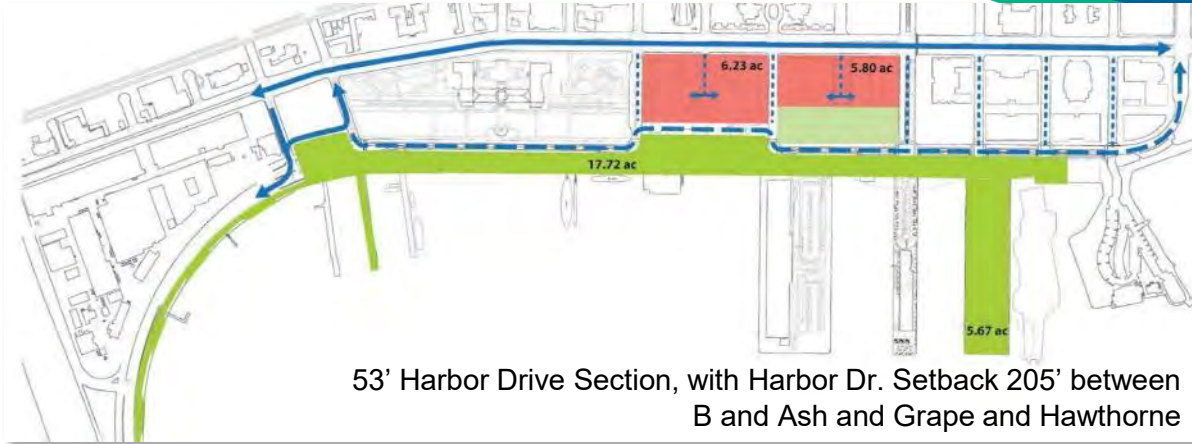 6.23 ac
5.80 ac
17.72 ac
5.67 ac
53’ Harbor Drive Section, with Harbor Dr. Setback 205’ between
B and Ash and Grape and Hawthorne